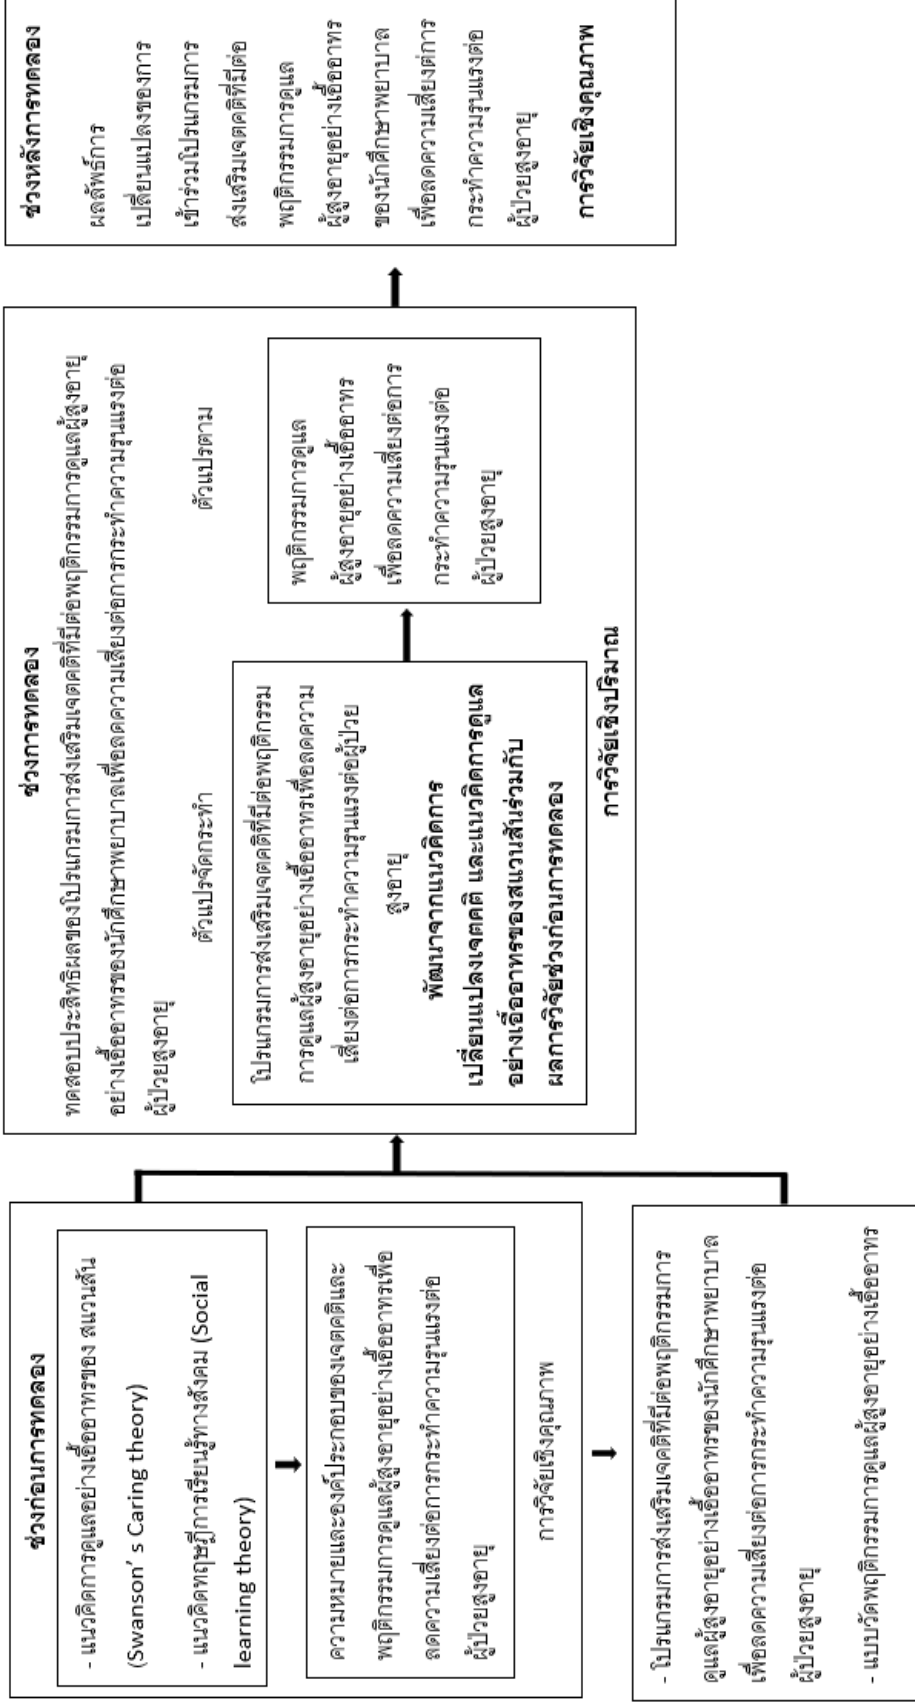 ช่วงก่อนการทดลอง
- แนวคิดการดูแลอย่างเอื้ออาทรของ สแวนสัน
(Swanson' s Caring theory)
- แนวคิดทฤษฎีการเรียนรู้ทางสังคม (Social
learning theory)
ความหมายและองค์ประกอบของเจตคติและ
พฤติกรรมการดูแลผู้สูงอายุอย่างเอื้ออาทรเพื่อ
ลดความเสี่ยงต่อการกระทำความรุนแรงต่อ
ผู้ป่วยสูงอายุ
การวิจัยเชิงคุณภาพ
- โปรแกรมการส่งเสริมเจคติที่มีต่อพฤติกรรมการ
ดูแลผู้สูงอายุอย่างเอื้ออาทรของนักศึกษาพยาบาล
เพื่อลดความเสี่ยงต่อการกระทำความรุนแรงต่อ
ผู้ป่วยสูงอายุ
- แบบวัดพฤติกรรมการดูแลผู้สูงอายุอย่างเอื้ออาทร
ช่วงการทดลอง
ทดสอบประสิทธิผลของโปรแกรมการส่งเสริมเจตคติที่มีต่อพฤติกรรมการดูแลผู้สูงอายุ
อย่างเอื้ออาทรของนักศึกษาพยาบาลเพื่อลดความเสี่ยงต่อการกระทำความรุนแรงต่อ
ผู้ป่วยสูงอายุ
ตัวแปรจัดกระทำ
ตัวแปรตาม
โปรแกรมการส่งเสริมเจตคติที่มีต่อพฤติกรรม
การดูแลผู้สูงอายุอย่างเอื้ออาทรเพื่อลดความ
เสี่ยงต่อการกระทำความรุนแรงต่อผู้ป่วย
สูงอายุ
พัฒนาจากแนวคิดการ
เปลี่ยนแปลงเจตคติ และแนวคิดการดูแล
อย่างเอื้ออาทรของสแวนสันร่วมกับ
ผลการวิจัยช่วงก่อนการทดลอง
พฤติกรรมการดูแล
ผู้สูงอายุอย่างเอื้ออาทร
เพื่อลดความเสี่ยงต่อการ
กระทำความรุนแรงต่อ
ผู้ป่วยสูงอายุ
การวิจัยเชิงปริมาณ
ช่วงหลังการทดลอง
ผลลัพธ์การ
เปลี่ยนแปลงของการ
เข้าร่วมโปรแกรมการ
ส่งเสริมเจตคติที่มีต่อ
พฤติกรรมการดูแล
ผู้สูงอายุอย่างเอื้ออาทร
ของนักศึกษาพยาบาล
เพื่อลดความเสี่ยงต่การ
กระทำความรุนแรงต่อ
ผู้ป่วยสูงอายุ
การวิจัยเชิงคุณภาพ